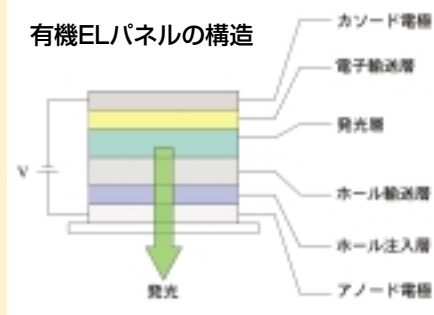 有機ELパネルの構造
カソード電極
電子輸送層
発光層
V
ホール輸送層
ホール注入層
発光
アノード電極